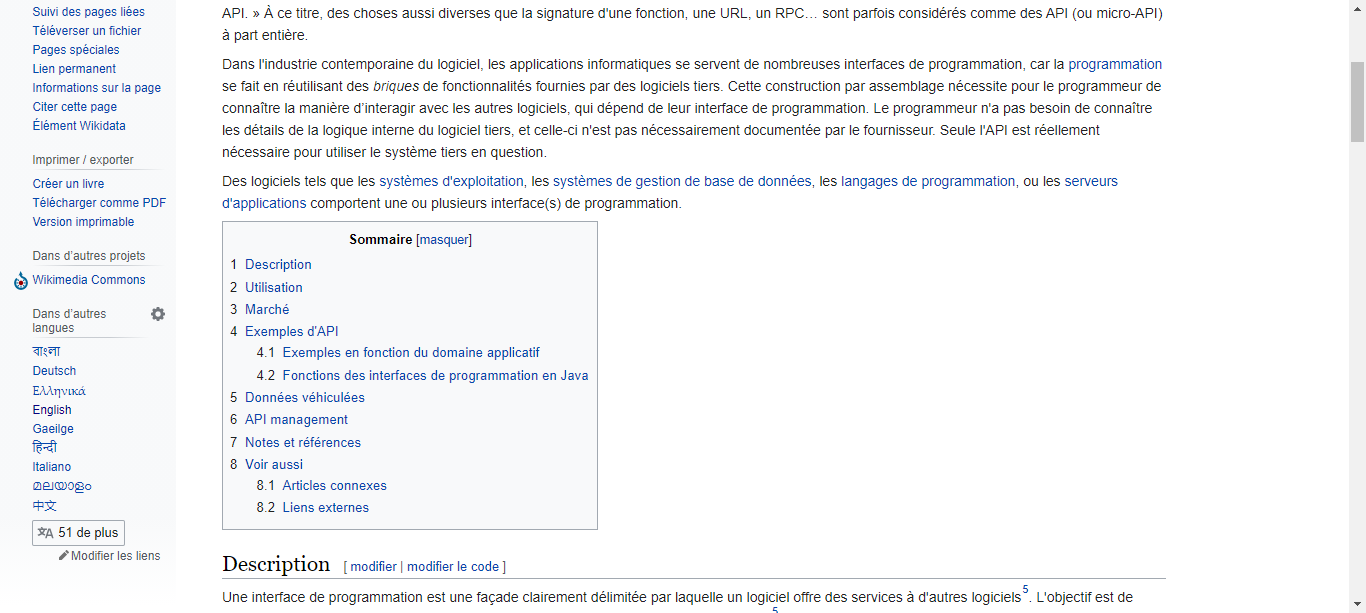 Suivi des pages liées
Téléverser un fichier
Pages spéciales
Lien permanent
Informations sur la page
Citer cette page
Élément Wikidata
Imprimer / exporter
Créer un livre
Télécharger comme PDF
Version imprimable
Dans d'autres projets
Wikimedia Commons
Dans d'autres
langues
বাংলা
Deutsch
Ελληνικά
English
Gaeilge
हिन्दी
Italiano
മലയാളം
中文
51 de plus
Modifier les liens
API. » À ce titre, des choses aussi diverses que la signature d'une fonction, une URL, un RPC… sont parfois considérés comme des API (ou micro-API)
à part entière.
Dans l'industrie contemporaine du logiciel, les applications informatiques se servent de nombreuses interfaces de programmation, car la programmation
se fait en réutilisant des briques de fonctionnalités fournies par des logiciels tiers. Cette construction par assemblage nécessite pour le programmeur de
connaître la manière d’interagir avec les autres logiciels, qui dépend de leur interface de programmation. Le programmeur n'a pas besoin de connaître
les détails de la logique interne du logiciel tiers, et celle-ci n'est pas nécessairement documentée par le fournisseur. Seule l'API est réellement
nécessaire pour utiliser le système tiers en question.
Des logiciels tels que les systèmes d'exploitation, les systèmes de gestion de base de données, les langages de programmation, ou les serveurs
d'applications comportent une ou plusieurs interface(s) de programmation.
Sommaire [masquer]
1 Description
2 Utilisation
3 Marché
4 Exemples d'API
4.1 Exemples en fonction du domaine applicatif
4.2 Fonctions des interfaces de programmation en Java
5 Données véhiculées
6 API management
7 Notes et références
8 Voir aussi
8.1 Articles connexes
8.2 Liens externes
Description [ modifier | modifier le code ]
Une interface de programmation est une façade clairement délimitée par laquelle un logiciel offre des services à d'autres logiciels5. L'objectif est de
5